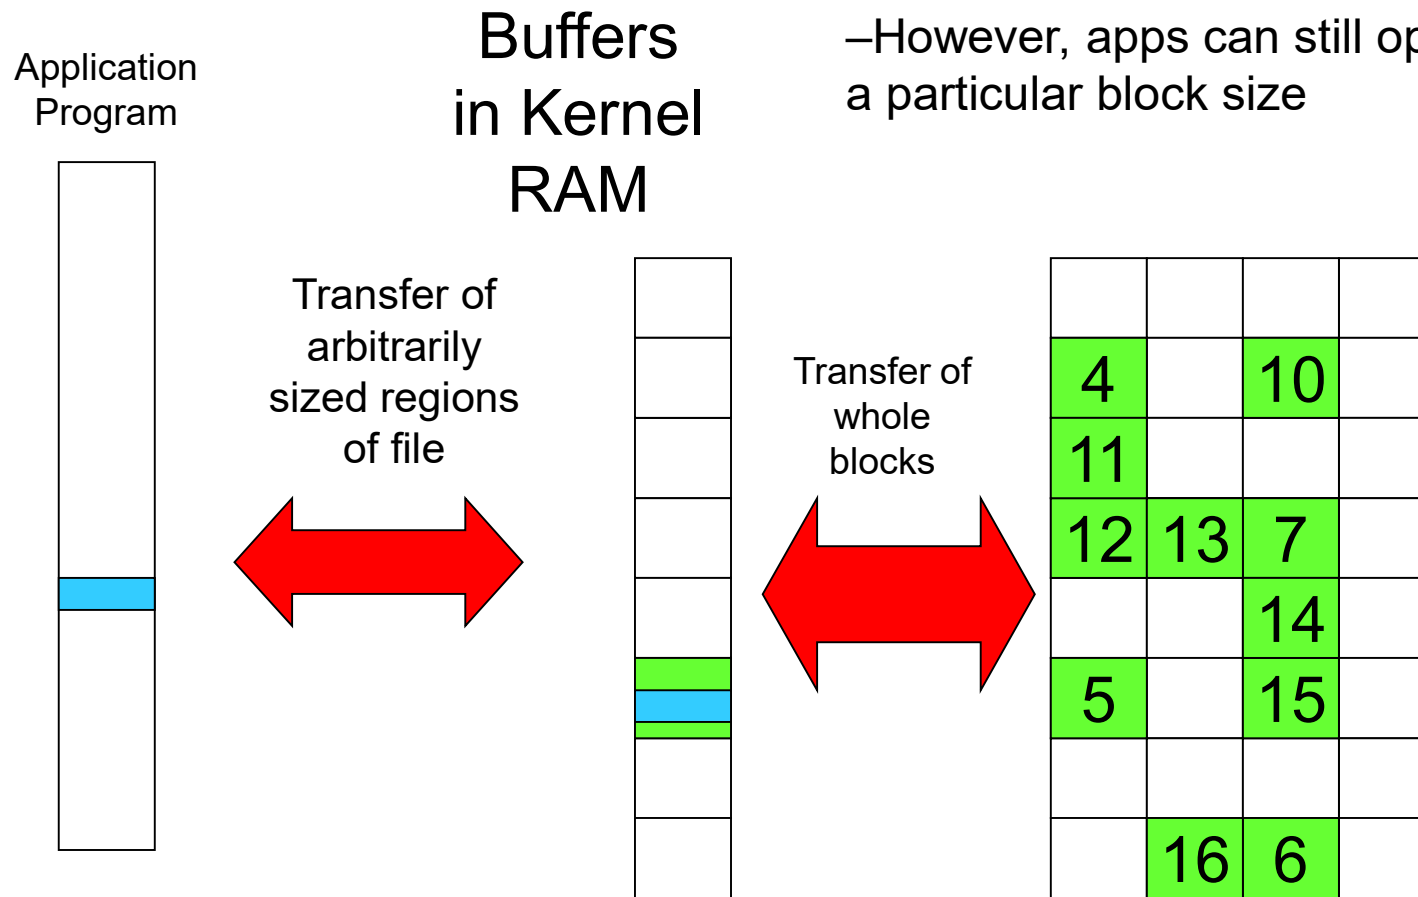 Application
Program
Buffers
in Kernel
RAM
–However, apps can still op
a particular block size
Transfer of
arbitrarily
sized regions
of file
Transfer of
whole
blocks
4 10
11
12 13 7
14
5 15
16 6